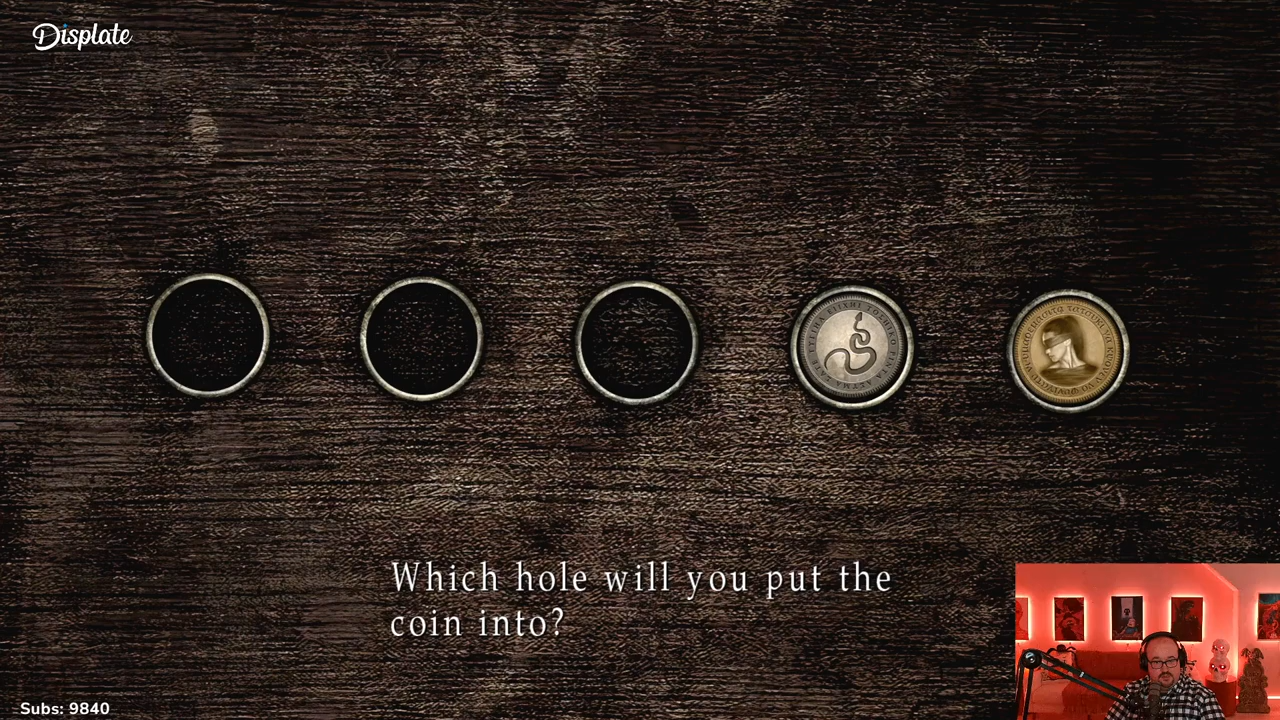 Displate
Which hole will you put the
coin into?
Subs: 9840